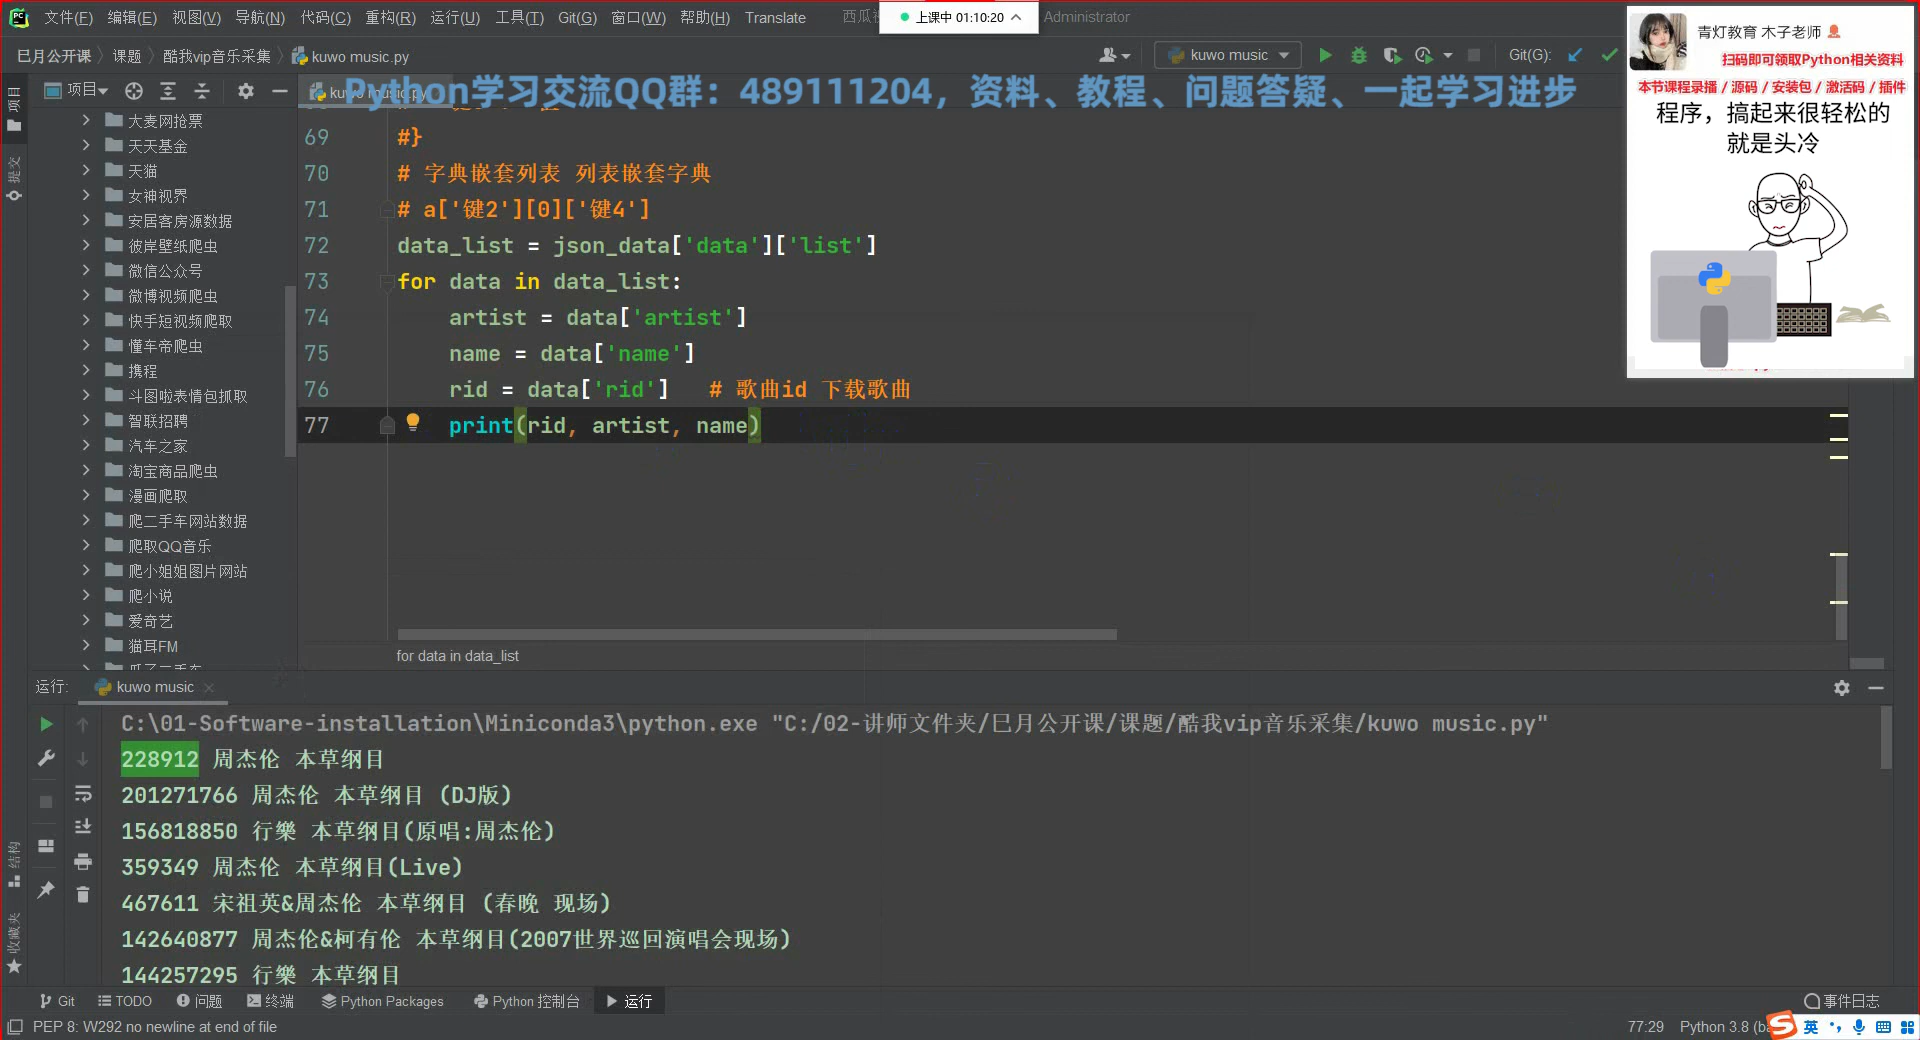 文件(F) 编辑(E) 视图(V) 导航(N) 代码(C) 重构(R) 运行(U) 工具(T) Git(G) 窗口(W) 帮助(H) Translate 西瓜 上课中 01:10:20 Administrator
巳月公开课 课题 酷我vip音乐采集 kuwo music.py kuwo music Git(G):
项目
Python学习交流QQ群：489111204，资料、教程、问题答疑、一起学习进步
项目
提交
结构
收藏夹
大麦网抢票
天天基金
天猫
女神视界
安居客房源数据
彼岸壁纸爬虫
微信公众号
微博视频爬虫
快手短视频爬取
懂车帝爬虫
携程
斗图啦表情包抓取
智联招聘
汽车之家
淘宝商品爬虫
漫画爬取
爬二手车网站数据
爬取QQ音乐
爬小姐姐图片网站
爬小说
爱奇艺
猫耳FM
69 #}
70 # 字典嵌套列表 列表嵌套字典
71 # a['键2'][0]['键4']
72 data_list = json_data['data']['list']
73 for data in data_list:
74 artist = data['artist']
75 name = data['name']
76 rid = data['rid'] # 歌曲id 下载歌曲
77 print(rid, artist, name)
for data in data_list
青灯教育 木子老师
扫码即可领取Python相关资料
本节课程录播 / 源码 / 安装包 / 激活码 / 插件
程序，搞起来很轻松的
就是头冷
运行: kuwo music
C:\01-Software-installation\Miniconda3\python.exe "C:/02-讲师文件夹/巳月公开课/课题/酷我vip音乐采集/kuwo music.py"
228912 周杰伦 本草纲目
201271766 周杰伦 本草纲目 (DJ版)
156818850 行樂 本草纲目(原唱:周杰伦)
359349 周杰伦 本草纲目(Live)
467611 宋祖英&周杰伦 本草纲目 (春晚 现场)
142640877 周杰伦&柯有伦 本草纲目(2007世界巡回演唱会现场)
144257295 行樂 本草纲目
Git TODO 问题 终端 Python Packages Python 控制台 运行 事件日志
PEP 8: W292 no newline at end of file 77:29 Python 3.8 英